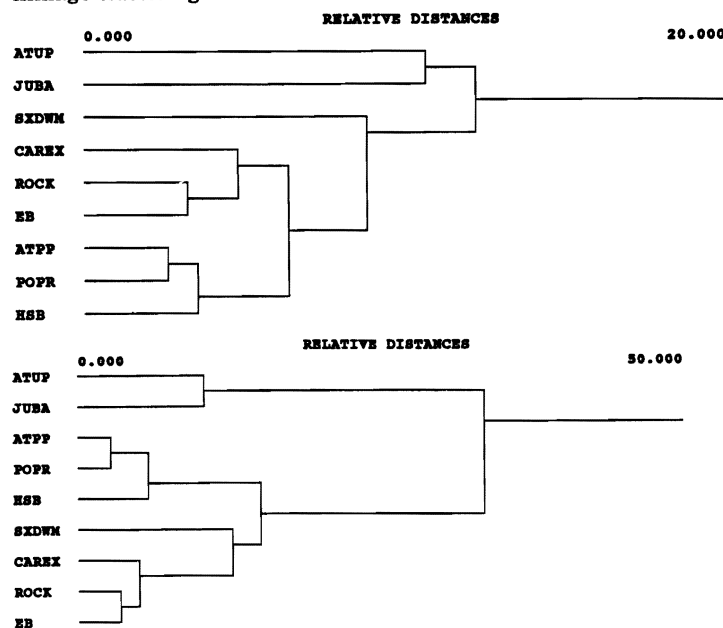 RELATIVE DISTANCES
0.000 20.000
ATUP
JUBA
SXDWM
CAREX
ROCK
EB
ATPP
POPR
HSB
RELATIVE DISTANCES
0.000 50.000
ATUP
JUBA
ATPP
POPR
HSB
SXDWM
CAREX
ROCK
EB